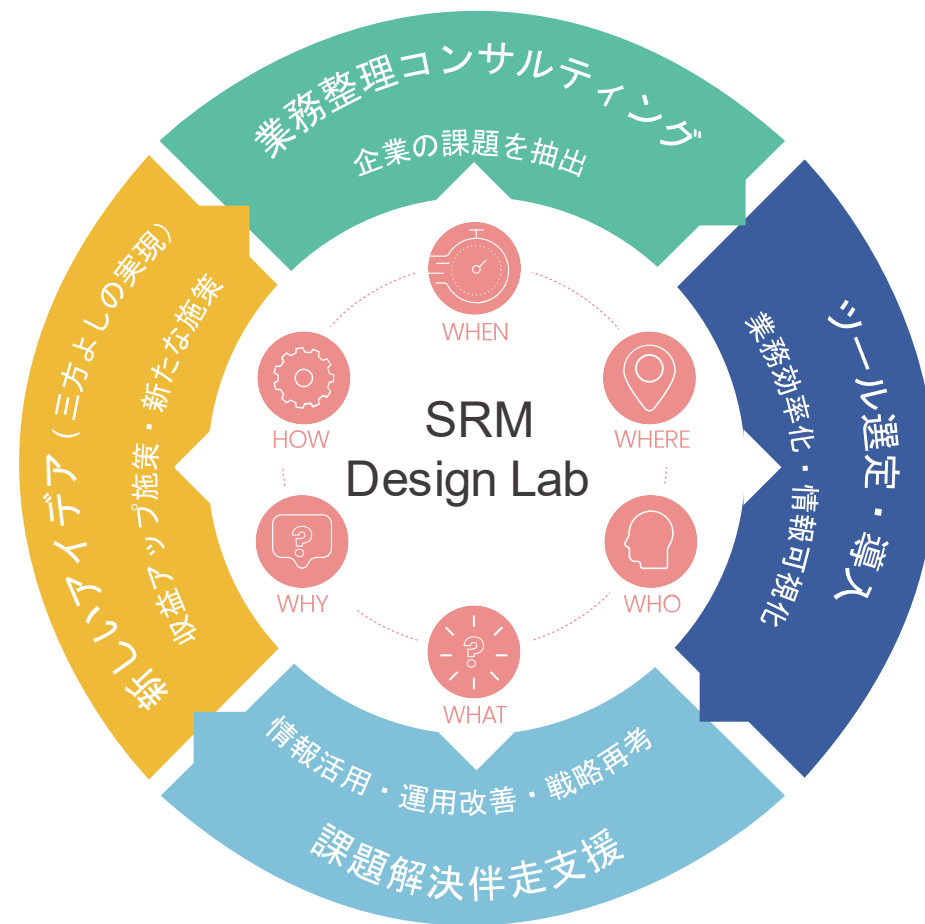 業務整理コンサルティング
企業の課題を抽出
ツール選定・導入
業務効率化・情報可視化
情報活用・運用改善・戦略再考
課題解決伴走支援
新しいアイデア（三方よしの実現）
収益アップ施策・新たな施策
WHEN
WHERE
WHO
WHAT
?
WHY
?
HOW
SRM
Design Lab